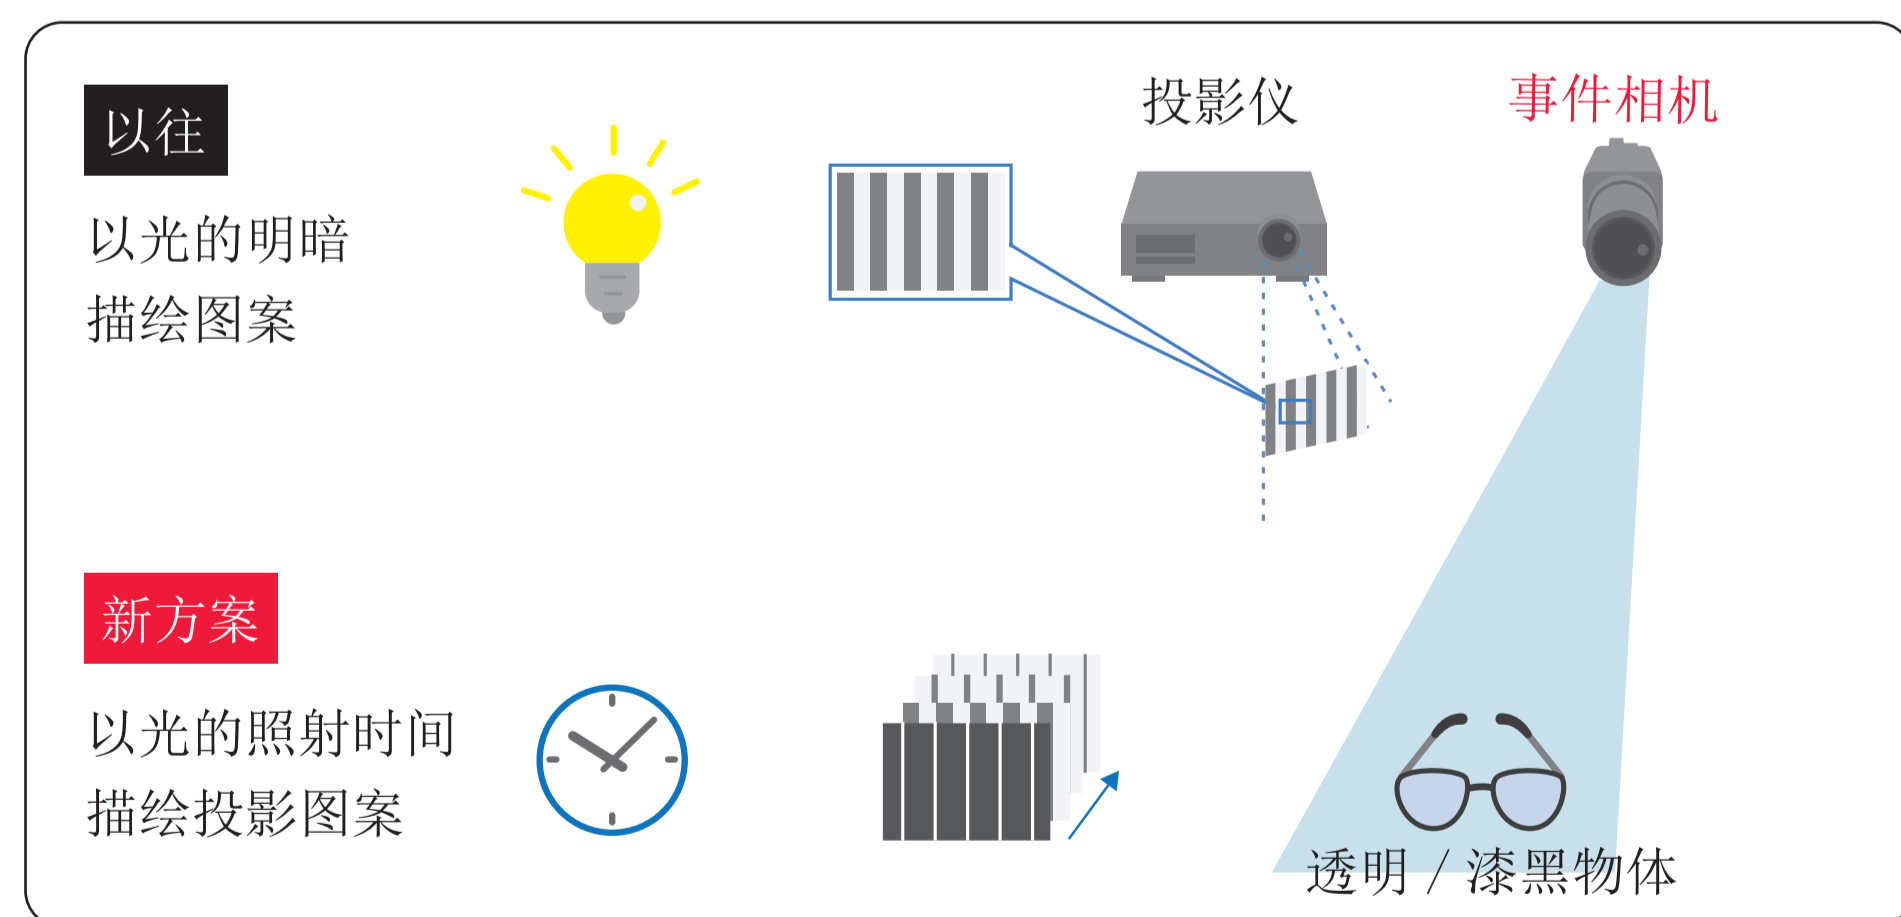 以往
以光的明暗
描绘图案
投影仪
事件相机
新方案
以光的照射时间
描绘投影图案
透明 / 漆黑物体